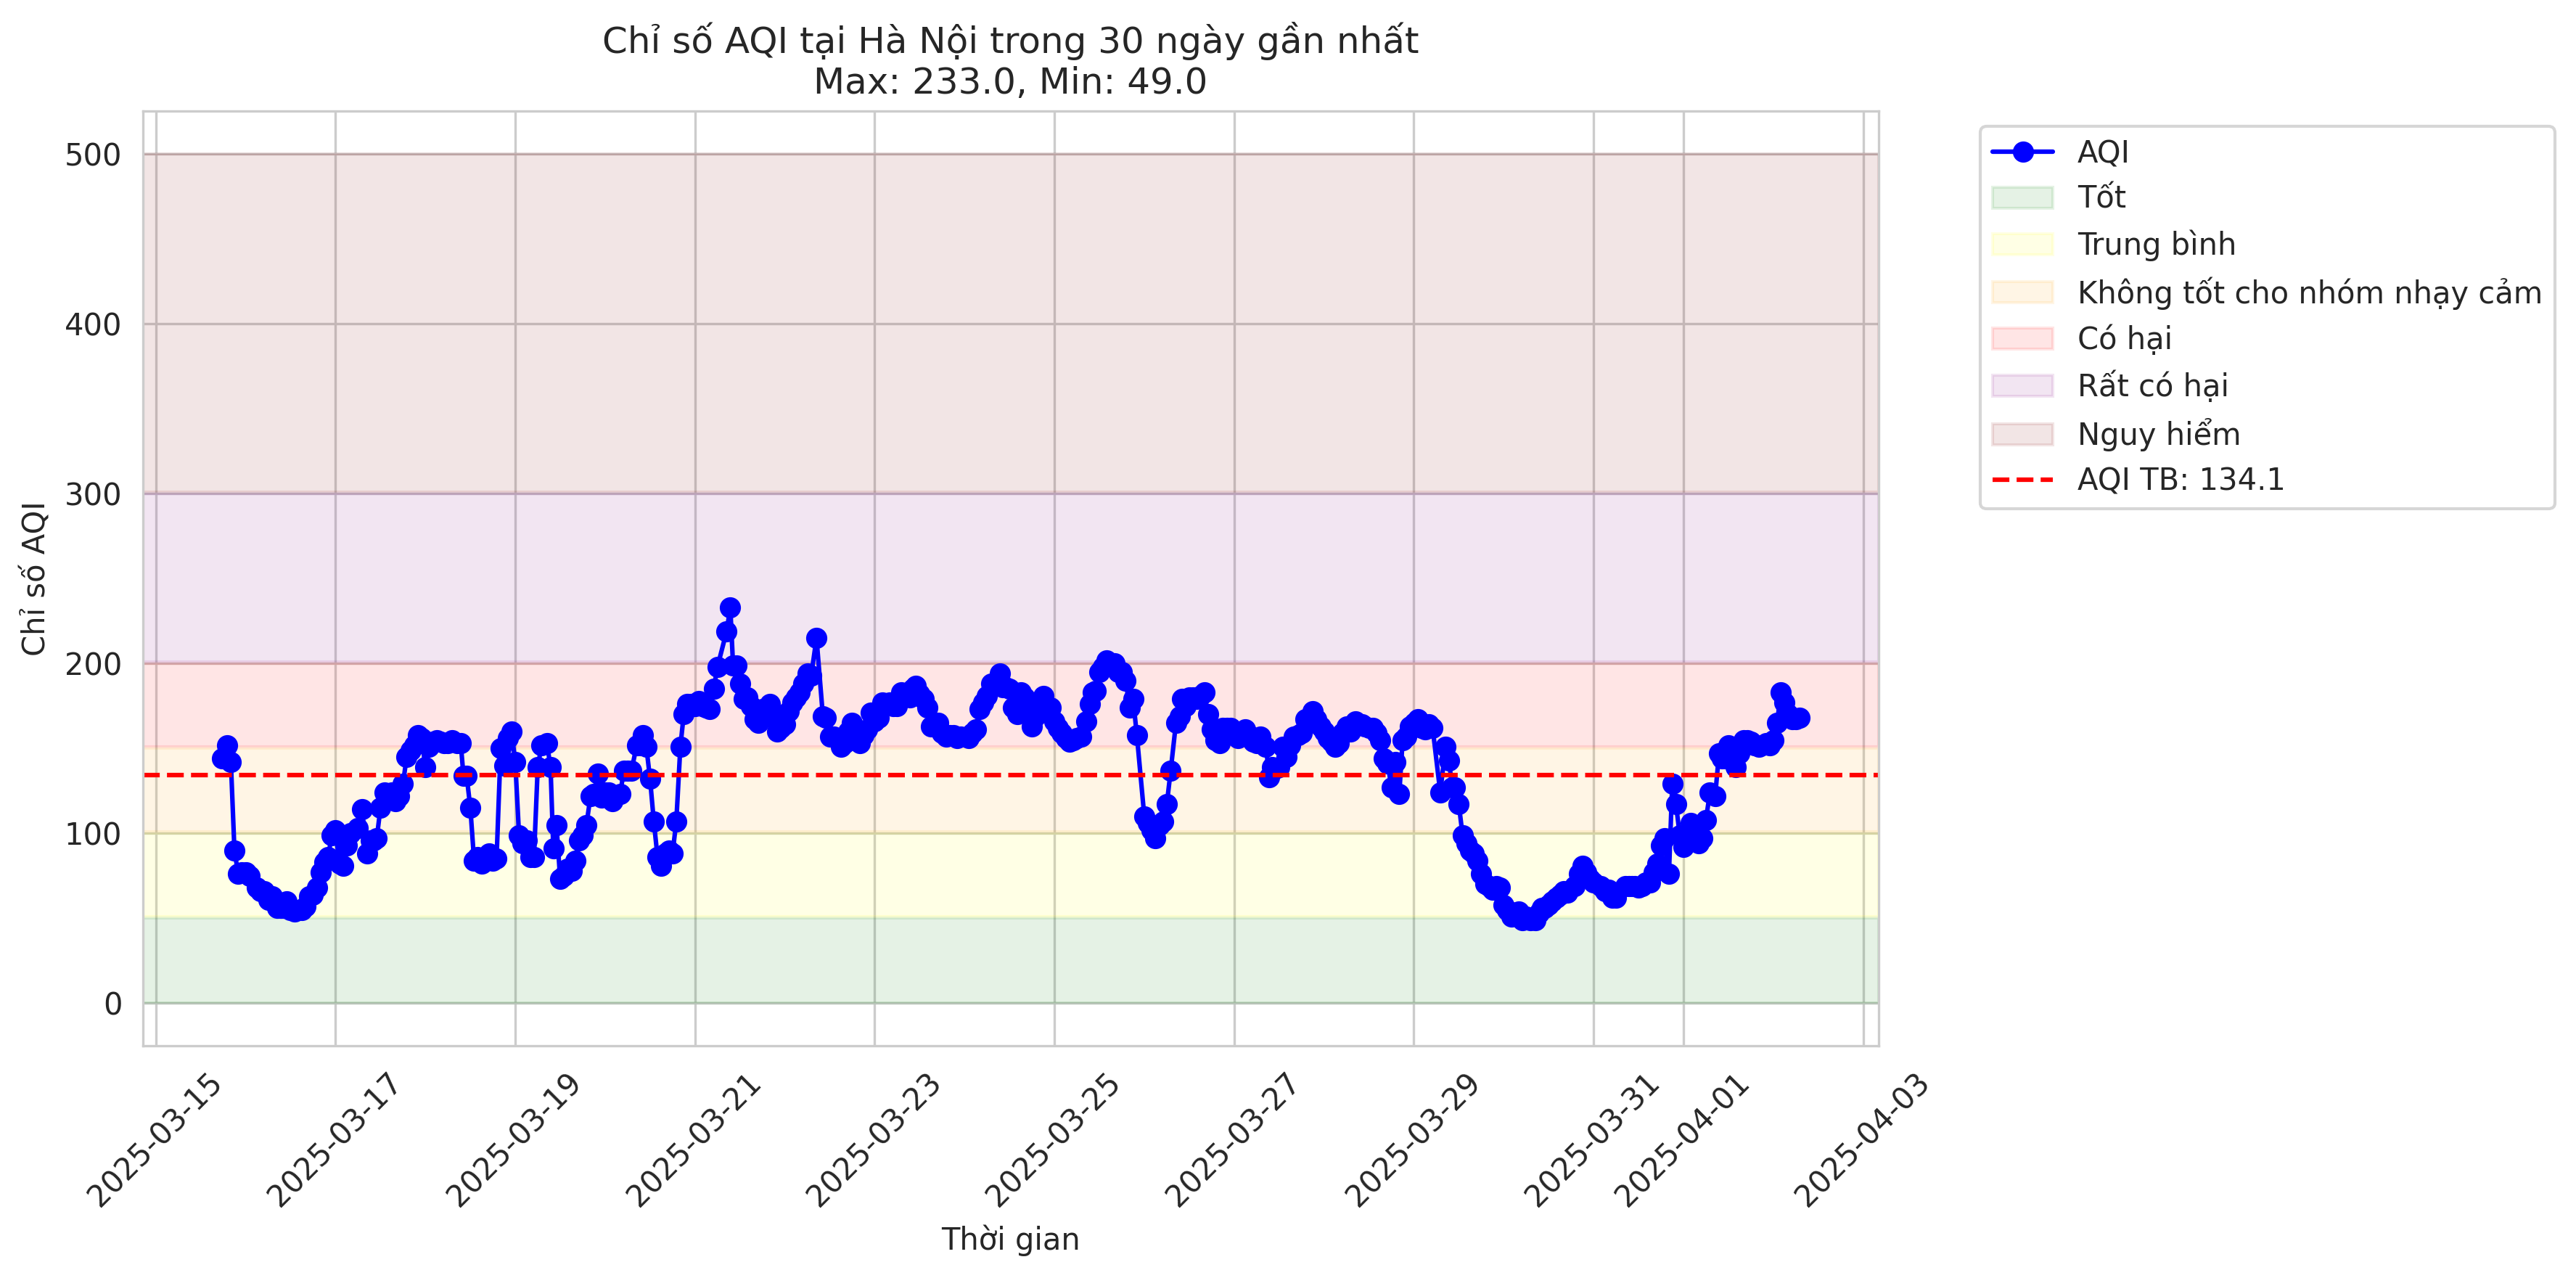 Chỉ số AQI tại Hà Nội trong 30 ngày gần nhất
Max: 233.0, Min: 49.0
Chỉ số AQI
500
400
300
200
100
0
2025-03-15
2025-03-17
2025-03-19
2025-03-21
2025-03-23
2025-03-25
2025-03-27
2025-03-29
2025-03-31
2025-04-01
2025-04-03
Thời gian
AQI
Tốt
Trung bình
Không tốt cho nhóm nhạy cảm
Có hại
Rất có hại
Nguy hiểm
AQI TB: 134.1